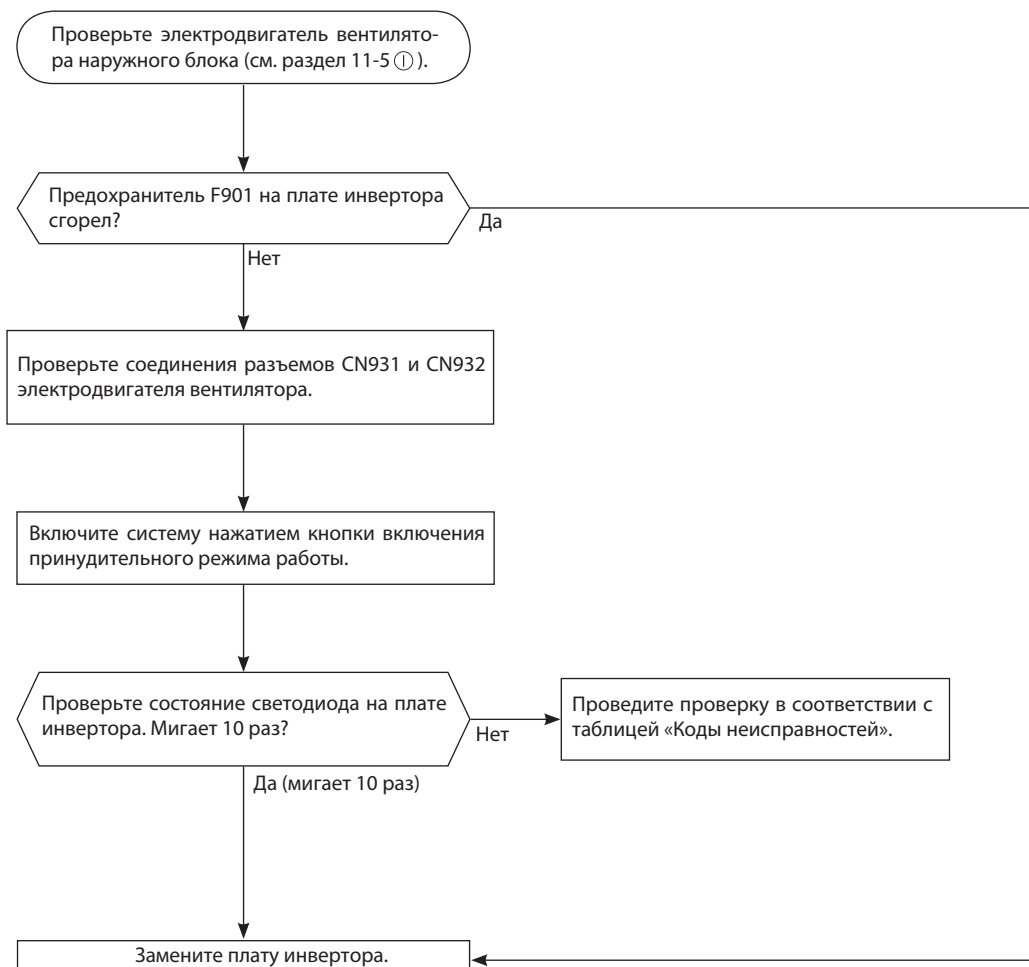 Проверьте электродвигатель вентилято-
ра наружного блока (см. раздел 11-5 Ⓘ ).
Предохранитель F901 на плате инвертора
сгорел?
Да
Нет
Проверьте соединения разъемов CN931 и CN932
электродвигателя вентилятора.
Включите систему нажатием кнопки включения
принудительного режима работы.
Проверьте состояние светодиода на плате
инвертора. Мигает 10 раз?
Нет
Проведите проверку в соответствии с
таблицей «Коды неисправностей».
Да (мигает 10 раз)
Замените плату инвертора.